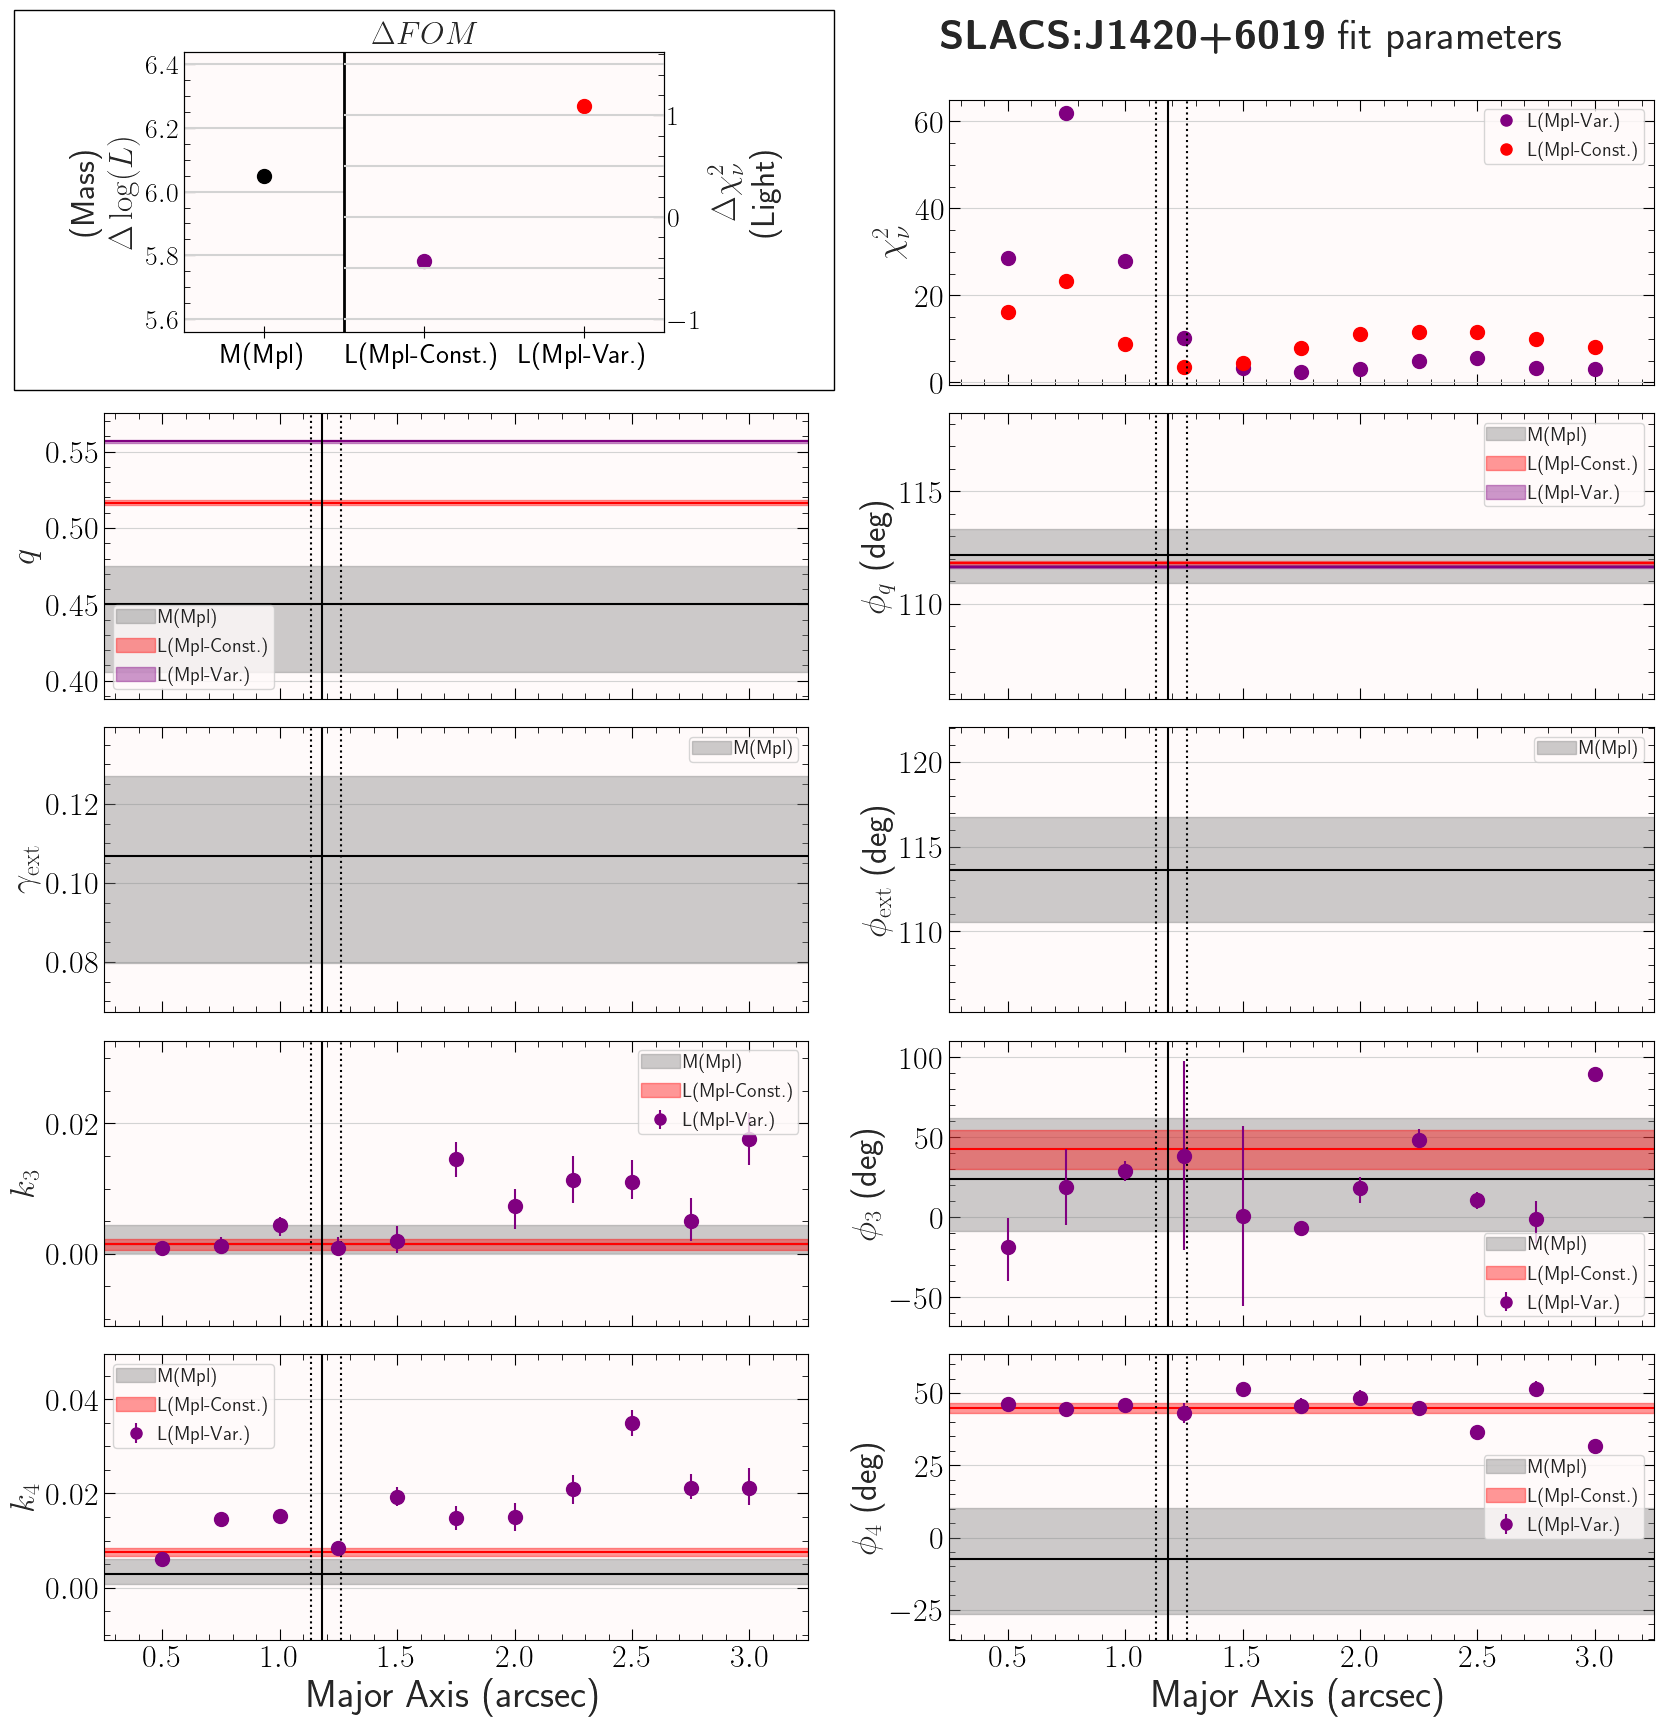 ΔFOM
SLACS:J1420+6019 fit parameters
(Mass)
Δ log(L)
6.4
6.2
6.0
5.8
5.6
1
0
−1
Δχ²ᵥ
(Light)
M(Mpl)
L(Mpl-Const.)
L(Mpl-Var.)
χ²ᵥ
60
40
20
0
L(Mpl-Var.)
L(Mpl-Const.)
q
0.55
0.50
0.45
0.40
M(Mpl)
L(Mpl-Const.)
L(Mpl-Var.)
ϕ_q (deg)
115
110
M(Mpl)
L(Mpl-Const.)
L(Mpl-Var.)
γ_ext
0.12
0.10
0.08
M(Mpl)
ϕ_ext (deg)
120
115
110
M(Mpl)
k₃
0.02
0.00
M(Mpl)
L(Mpl-Const.)
L(Mpl-Var.)
ϕ₃ (deg)
100
50
0
−50
M(Mpl)
L(Mpl-Const.)
L(Mpl-Var.)
k₄
0.04
0.02
0.00
M(Mpl)
L(Mpl-Const.)
L(Mpl-Var.)
0.5 1.0 1.5 2.0 2.5 3.0
Major Axis (arcsec)
ϕ₄ (deg)
50
25
0
−25
M(Mpl)
L(Mpl-Const.)
L(Mpl-Var.)
0.5 1.0 1.5 2.0 2.5 3.0
Major Axis (arcsec)